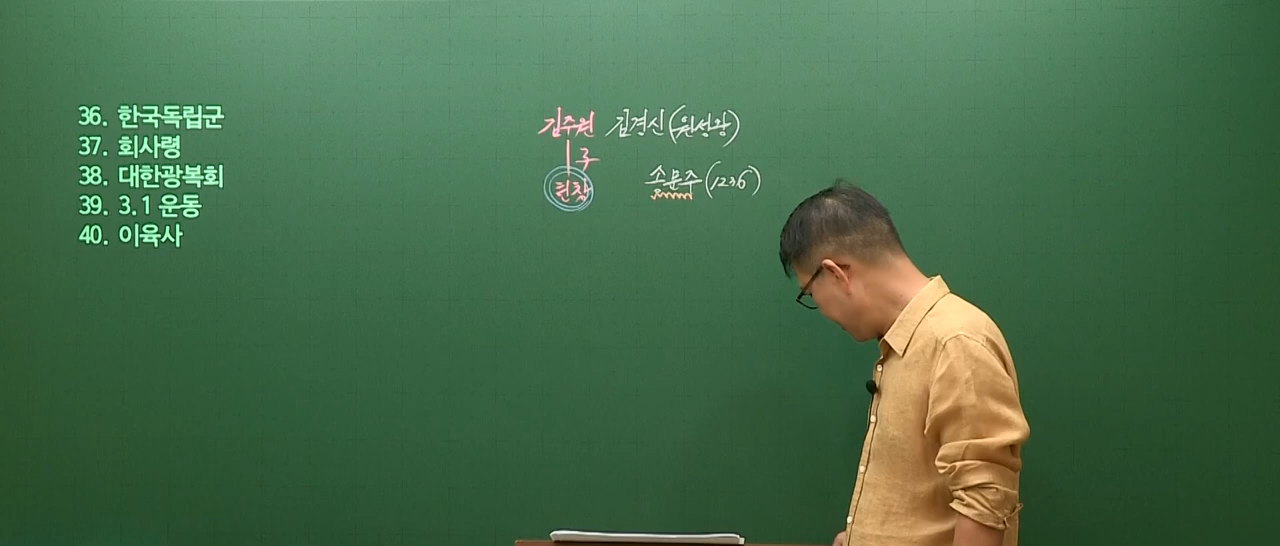 36. 한국독립군
37. 회사령
38. 대한광복회
39. 3.1 운동
40. 이육사
김주원 김경신(원성왕)
子
헌창
송문주(1236)